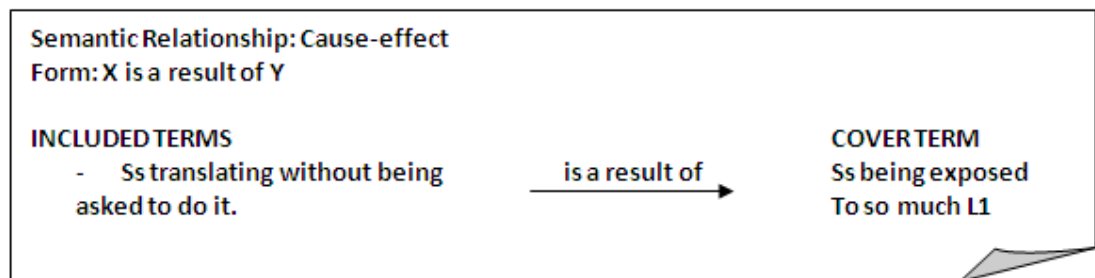 Semantic Relationship: Cause-effect
Form: X is a result of Y
INCLUDED TERMS
- Ss translating without being
asked to do it.
is a result of
COVER TERM
Ss being exposed
To so much L1